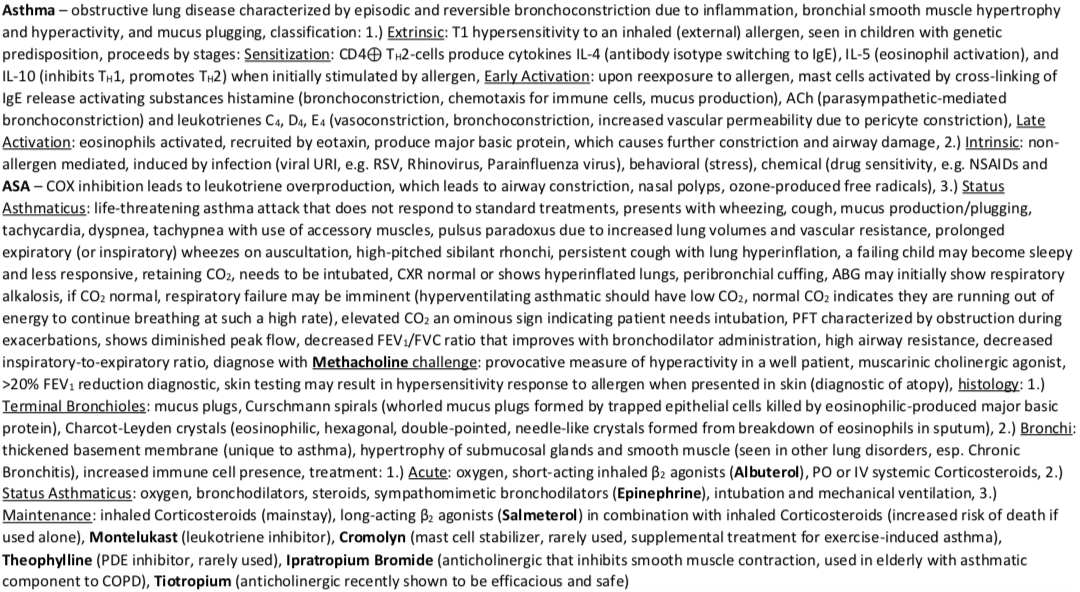 Asthma – obstructive lung disease characterized by episodic and reversible bronchoconstriction due to inflammation, bronchial smooth muscle hypertrophy
and hyperactivity, and mucus plugging, classification: 1.) Extrinsic: T1 hypersensitivity to an inhaled (external) allergen, seen in children with genetic
predisposition, proceeds by stages: Sensitization: CD4⊕ TH2-cells produce cytokines IL-4 (antibody isotype switching to IgE), IL-5 (eosinophil activation), and
IL-10 (inhibits TH1, promotes TH2) when initially stimulated by allergen, Early Activation: upon reexposure to allergen, mast cells activated by cross-linking of
IgE release activating substances histamine (bronchoconstriction, chemotaxis for immune cells, mucus production), ACh (parasympathetic-mediated
bronchoconstriction) and leukotrienes C4, D4, E4 (vasoconstriction, bronchoconstriction, increased vascular permeability due to pericyte constriction), Late
Activation: eosinophils activated, recruited by eotaxin, produce major basic protein, which causes further constriction and airway damage, 2.) Intrinsic: non-
allergen mediated, induced by infection (viral URI, e.g. RSV, Rhinovirus, Parainfluenza virus), behavioral (stress), chemical (drug sensitivity, e.g. NSAIDs and
ASA – COX inhibition leads to leukotriene overproduction, which leads to airway constriction, nasal polyps, ozone-produced free radicals), 3.) Status
Asthmaticus: life-threatening asthma attack that does not respond to standard treatments, presents with wheezing, cough, mucus production/plugging,
tachycardia, dyspnea, tachypnea with use of accessory muscles, pulsus paradoxus due to increased lung volumes and vascular resistance, prolonged
expiratory (or inspiratory) wheezes on auscultation, high-pitched sibilant rhonchi, persistent cough with lung hyperinflation, a failing child may become sleepy
and less responsive, retaining CO2, needs to be intubated, CXR normal or shows hyperinflated lungs, peribronchial cuffing, ABG may initially show respiratory
alkalosis, if CO2 normal, respiratory failure may be imminent (hyperventilating asthmatic should have low CO2, normal CO2 indicates they are running out of
energy to continue breathing at such a high rate), elevated CO2 an ominous sign indicating patient needs intubation, PFT characterized by obstruction during
exacerbations, shows diminished peak flow, decreased FEV1/FVC ratio that improves with bronchodilator administration, high airway resistance, decreased
inspiratory-to-expiratory ratio, diagnose with Methacholine challenge: provocative measure of hyperactivity in a well patient, muscarinic cholinergic agonist,
>20% FEV1 reduction diagnostic, skin testing may result in hypersensitivity response to allergen when presented in skin (diagnostic of atopy), histology: 1.)
Terminal Bronchioles: mucus plugs, Curschmann spirals (whorled mucus plugs formed by trapped epithelial cells killed by eosinophilic-produced major basic
protein), Charcot-Leyden crystals (eosinophilic, hexagonal, double-pointed, needle-like crystals formed from breakdown of eosinophils in sputum), 2.) Bronchi:
thickened basement membrane (unique to asthma), hypertrophy of submucosal glands and smooth muscle (seen in other lung disorders, esp. Chronic
Bronchitis), increased immune cell presence, treatment: 1.) Acute: oxygen, short-acting inhaled β2 agonists (Albuterol), PO or IV systemic Corticosteroids, 2.)
Status Asthmaticus: oxygen, bronchodilators, steroids, sympathomimetic bronchodilators (Epinephrine), intubation and mechanical ventilation, 3.)
Maintenance: inhaled Corticosteroids (mainstay), long-acting β2 agonists (Salmeterol) in combination with inhaled Corticosteroids (increased risk of death if
used alone), Montelukast (leukotriene inhibitor), Cromolyn (mast cell stabilizer, rarely used, supplemental treatment for exercise-induced asthma),
Theophylline (PDE inhibitor, rarely used), Ipratropium Bromide (anticholinergic that inhibits smooth muscle contraction, used in elderly with asthmatic
component to COPD), Tiotropium (anticholinergic recently shown to be efficacious and safe)